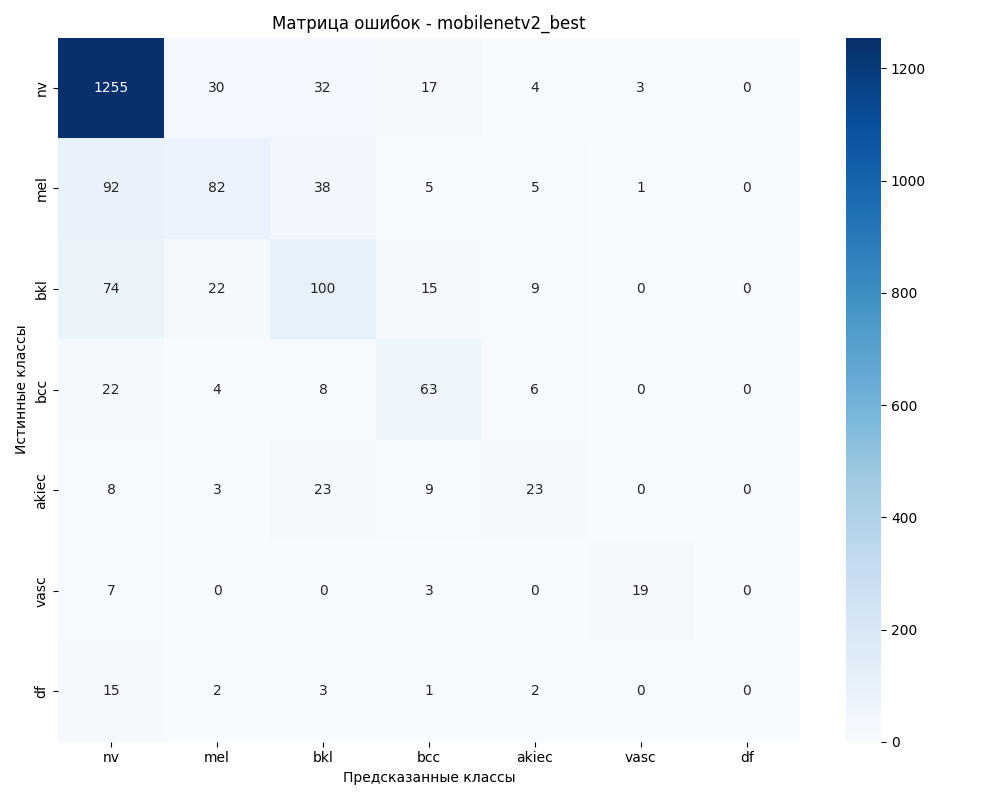 Матрица ошибок - mobilenetv2_best
nv 1255 30 32 17 4 3 0
mel 92 82 38 5 5 1 0
bkl 74 22 100 15 9 0 0
bcc 22 4 8 63 6 0 0
akiec 8 3 23 9 23 0 0
vasc 7 0 0 3 0 19 0
df 15 2 3 1 2 0 0
nv mel bkl bcc akiec vasc df
Предсказанные классы
Истинные классы
1200
1000
800
600
400
200
0